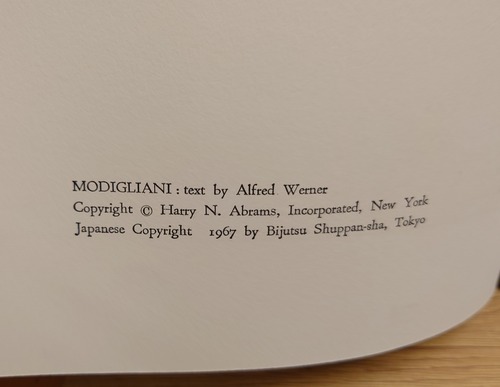 MODIGLIANI : text by Alfred Werner
Copyright © Harry N. Abrams, Incorporated, New York
Japanese Copyright 1967 by Bijutsu Shuppan-sha, Tokyo